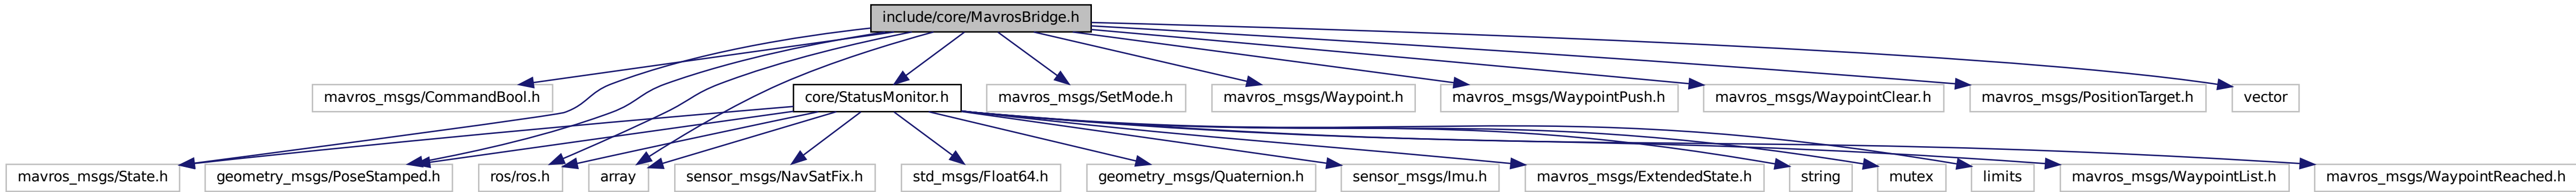 include/core/MavrosBridge.h
mavros_msgs/CommandBool.h
core/StatusMonitor.h
mavros_msgs/SetMode.h
mavros_msgs/Waypoint.h
mavros_msgs/WaypointPush.h
mavros_msgs/WaypointClear.h
mavros_msgs/PositionTarget.h
vector
mavros_msgs/State.h
geometry_msgs/PoseStamped.h
ros/ros.h
array
sensor_msgs/NavSatFix.h
std_msgs/Float64.h
geometry_msgs/Quaternion.h
sensor_msgs/Imu.h
mavros_msgs/ExtendedState.h
string
mutex
limits
mavros_msgs/WaypointList.h
mavros_msgs/WaypointReached.h